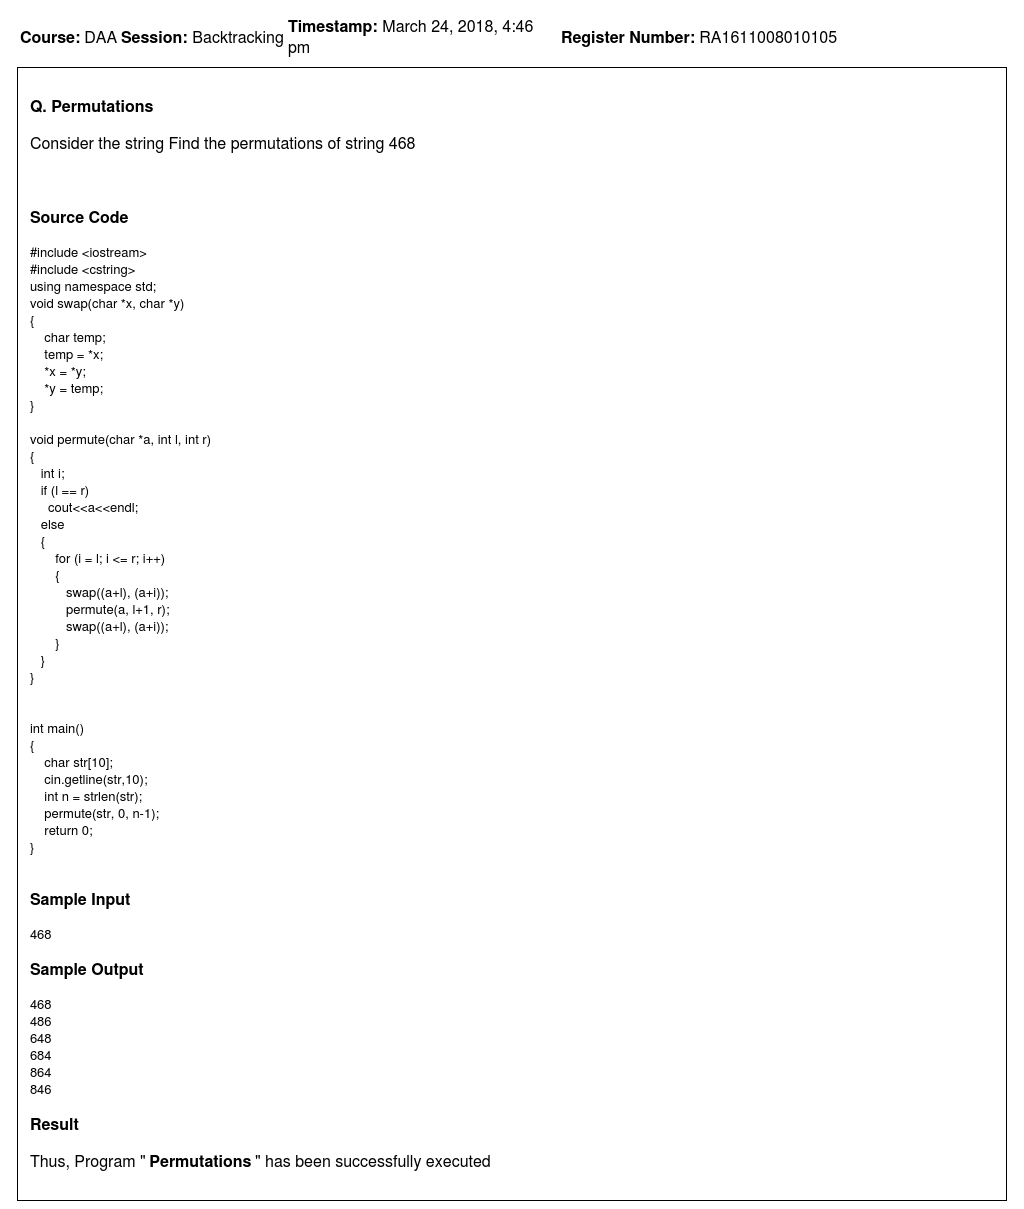 Course: DAA Session: Backtracking Timestamp: March 24, 2018, 4:46 pm Register Number: RA1611008010105
Q. Permutations
Consider the string Find the permutations of string 468
Source Code
#include <iostream>
#include <cstring>
using namespace std;
void swap(char *x, char *y)
{
    char temp;
    temp = *x;
    *x = *y;
    *y = temp;
}
void permute(char *a, int l, int r)
{
   int i;
   if (l == r)
     cout<<a<<endl;
   else
   {
       for (i = l; i <= r; i++)
       {
          swap((a+l), (a+i));
          permute(a, l+1, r);
          swap((a+l), (a+i));
       }
   }
}
int main()
{
    char str[10];
    cin.getline(str,10);
    int n = strlen(str);
    permute(str, 0, n-1);
    return 0;
}
Sample Input
468
Sample Output
468
486
648
684
864
846
Result
Thus, Program " Permutations " has been successfully executed